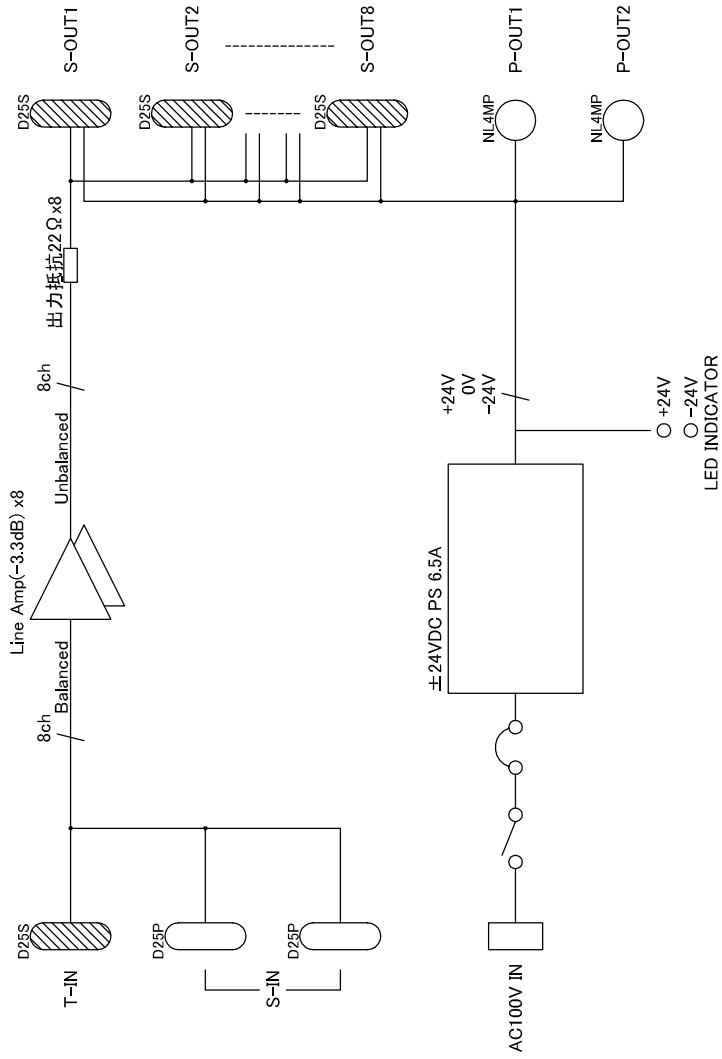 S-OUT1
S-OUT2
S-OUT8
P-OUT1
P-OUT2
D25S
D25S
D25S
NL4MP
NL4MP
出力抵抗22Ω x8
8ch
Unbalanced
Line Amp(-3.3dB) x8
Balanced
8ch
D25S
D25P
D25P
T-IN
S-IN
+24V
0V
-24V
+24V
-24V
LED INDICATOR
±24VDC PS 6.5A
AC100V IN